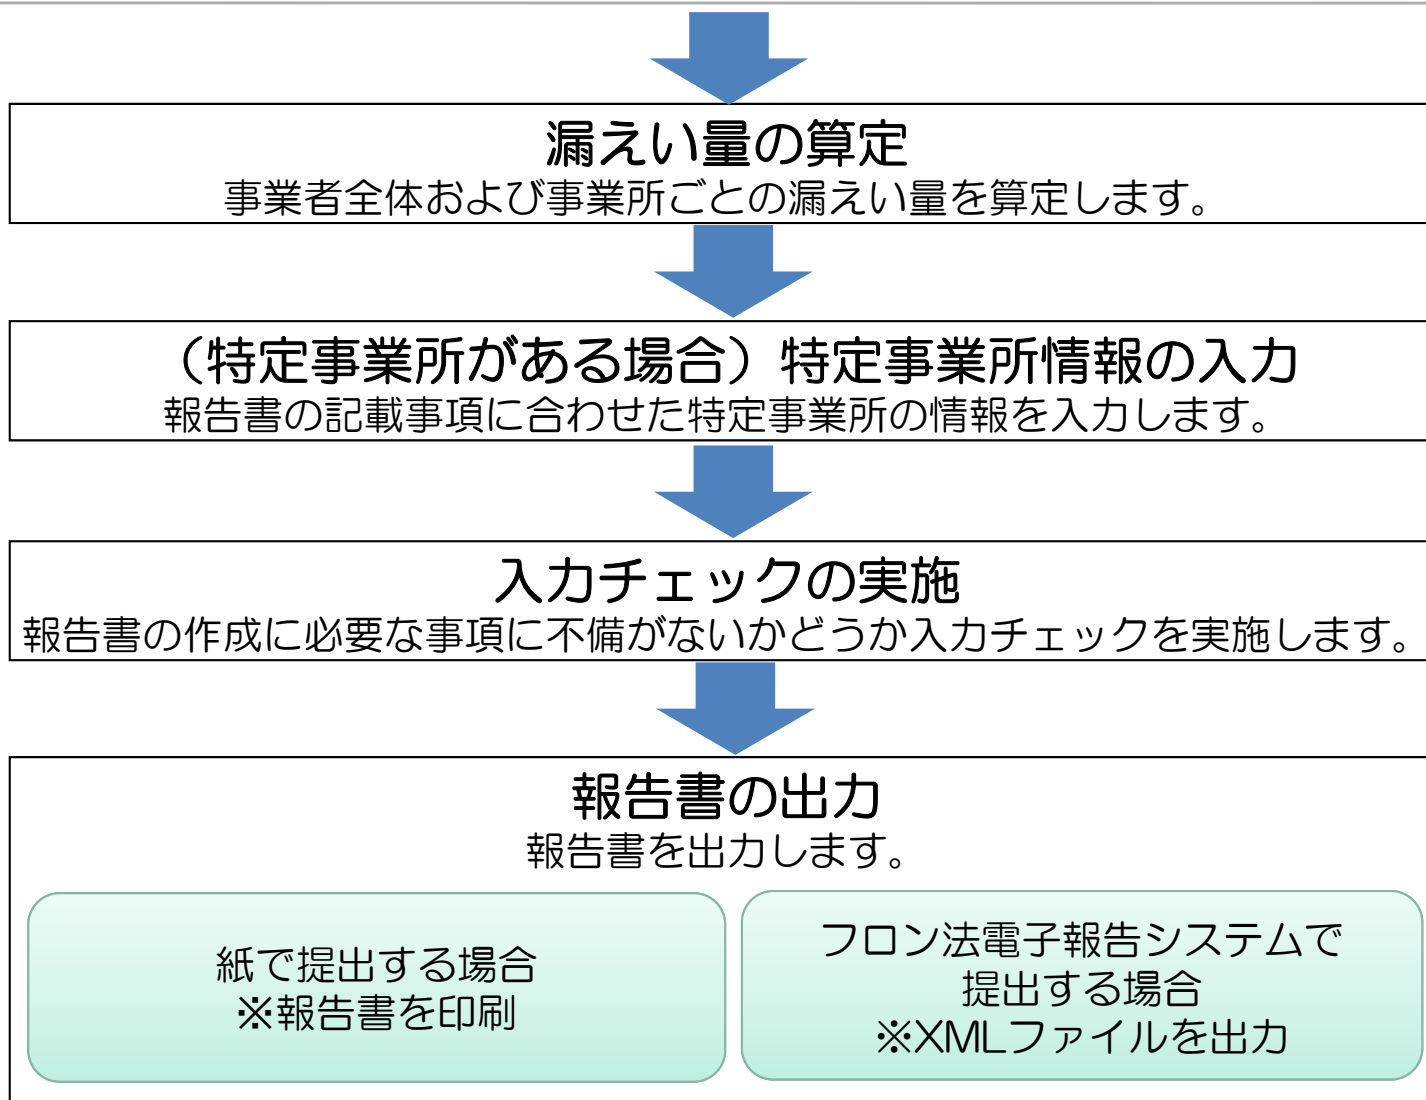 漏えい量の算定
事業者全体および事業所ごとの漏えい量を算定します。
（特定事業所がある場合）特定事業所情報の入力
報告書の記載事項に合わせた特定事業所の情報を入力します。
入力チェックの実施
報告書の作成に必要な事項に不備がないかどうか入力チェックを実施します。
報告書の出力
報告書を出力します。
紙で提出する場合
※報告書を印刷
フロン法電子報告システムで
提出する場合
※XMLファイルを出力